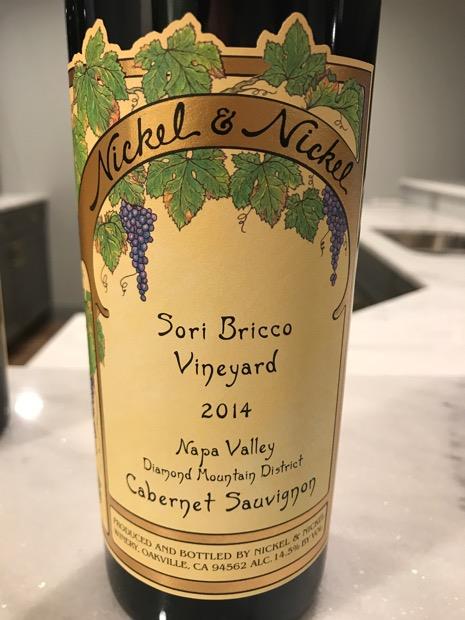 Nickel & Nickel
Sori Bricco
Vineyard
2014
Napa Valley
Diamond Mountain District
Cabernet Sauvignon
PRODUCED AND BOTTLED BY NICKEL & NICKEL
WINERY, OAKVILLE, CA 94562 ALC. 14.5% BY VOL.